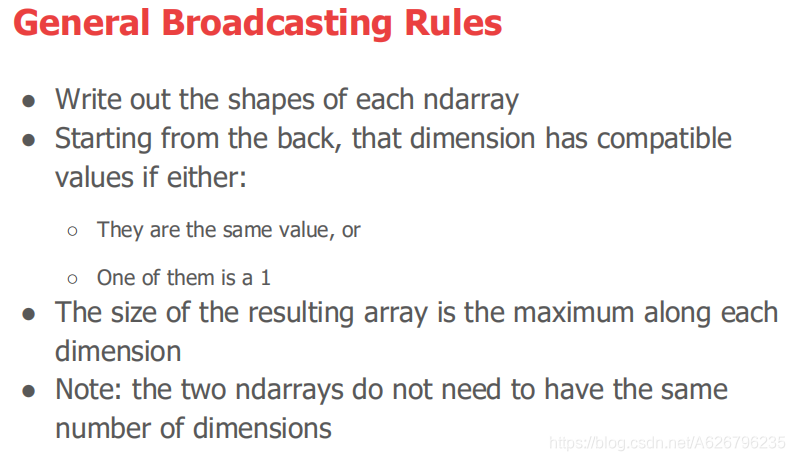 General Broadcasting Rules
● Write out the shapes of each ndarray
● Starting from the back, that dimension has compatible
values if either:
○ They are the same value, or
○ One of them is a 1
● The size of the resulting array is the maximum along each
dimension
● Note: the two ndarrays do not need to have the same
number of dimensions
https://blog.csdn.net/A626796235